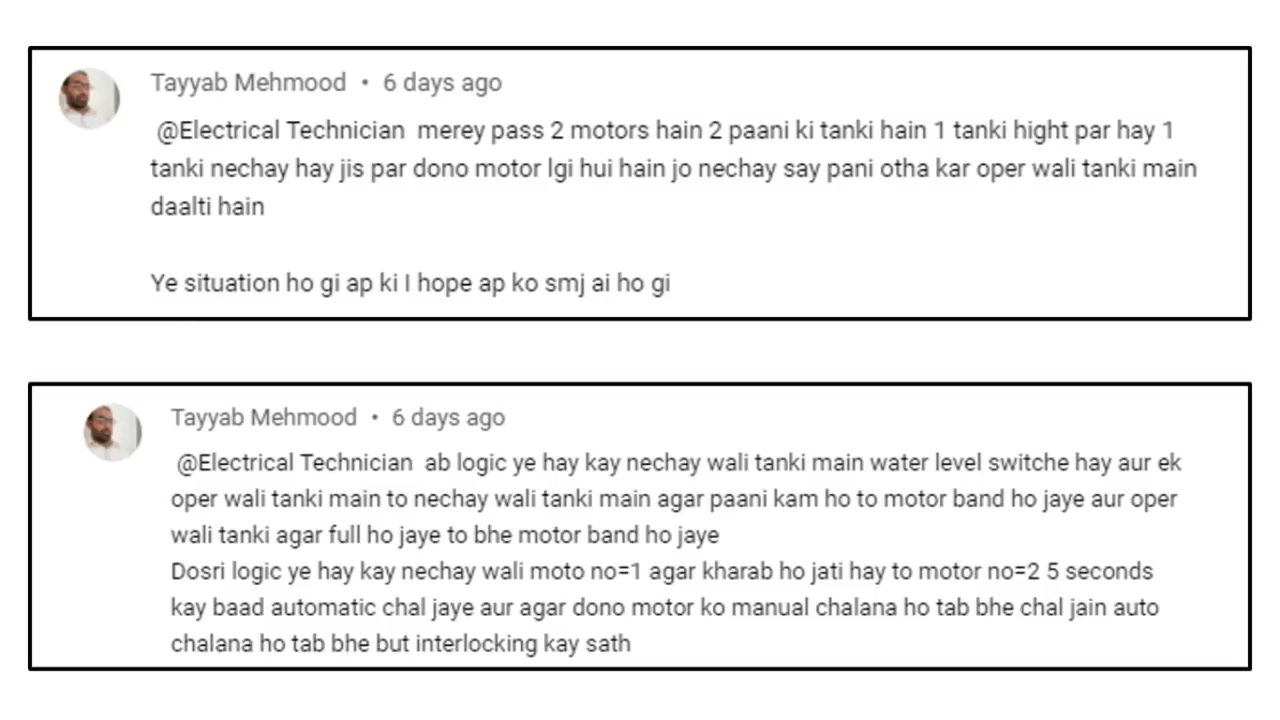 Tayyab Mehmood • 6 days ago
@Electrical Technician merey pass 2 motors hain 2 paani ki tanki hain 1 tanki hight par hay 1
tanki nechay hay jis par dono motor lgi hui hain jo nechay say pani otha kar oper wali tanki main
daalti hain
Ye situation ho gi ap ki I hope ap ko smj ai ho gi
Tayyab Mehmood • 6 days ago
@Electrical Technician ab logic ye hay kay nechay wali tanki main water level switche hay aur ek
oper wali tanki main to nechay wali tanki main agar paani kam ho to motor band ho jaye aur oper
wali tanki agar full ho jaye to bhe motor band ho jaye
Dosri logic ye hay kay nechay wali moto no=1 agar kharab ho jati hay to motor no=2 5 seconds
kay baad automatic chal jaye aur agar dono motor ko manual chalana ho tab bhe chal jain auto
chalana ho tab bhe but interlocking kay sath